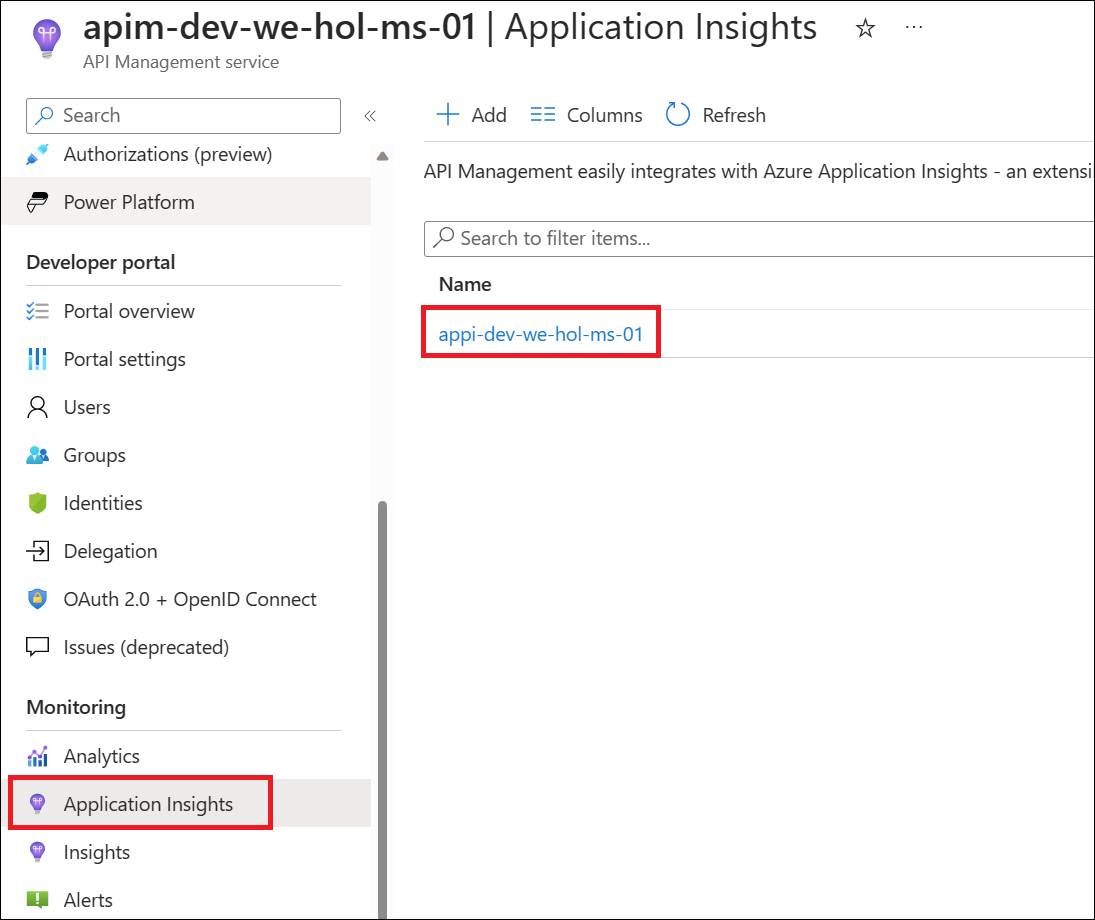 apim-dev-we-hol-ms-01 | Application Insights
API Management service
Search
Authorizations (preview)
Power Platform
Developer portal
Portal overview
Portal settings
Users
Groups
Identities
Delegation
OAuth 2.0 + OpenID Connect
Issues (deprecated)
Monitoring
Analytics
Application Insights
Insights
Alerts
Add Columns Refresh
API Management easily integrates with Azure Application Insights - an extensi
Search to filter items...
Name
appi-dev-we-hol-ms-01